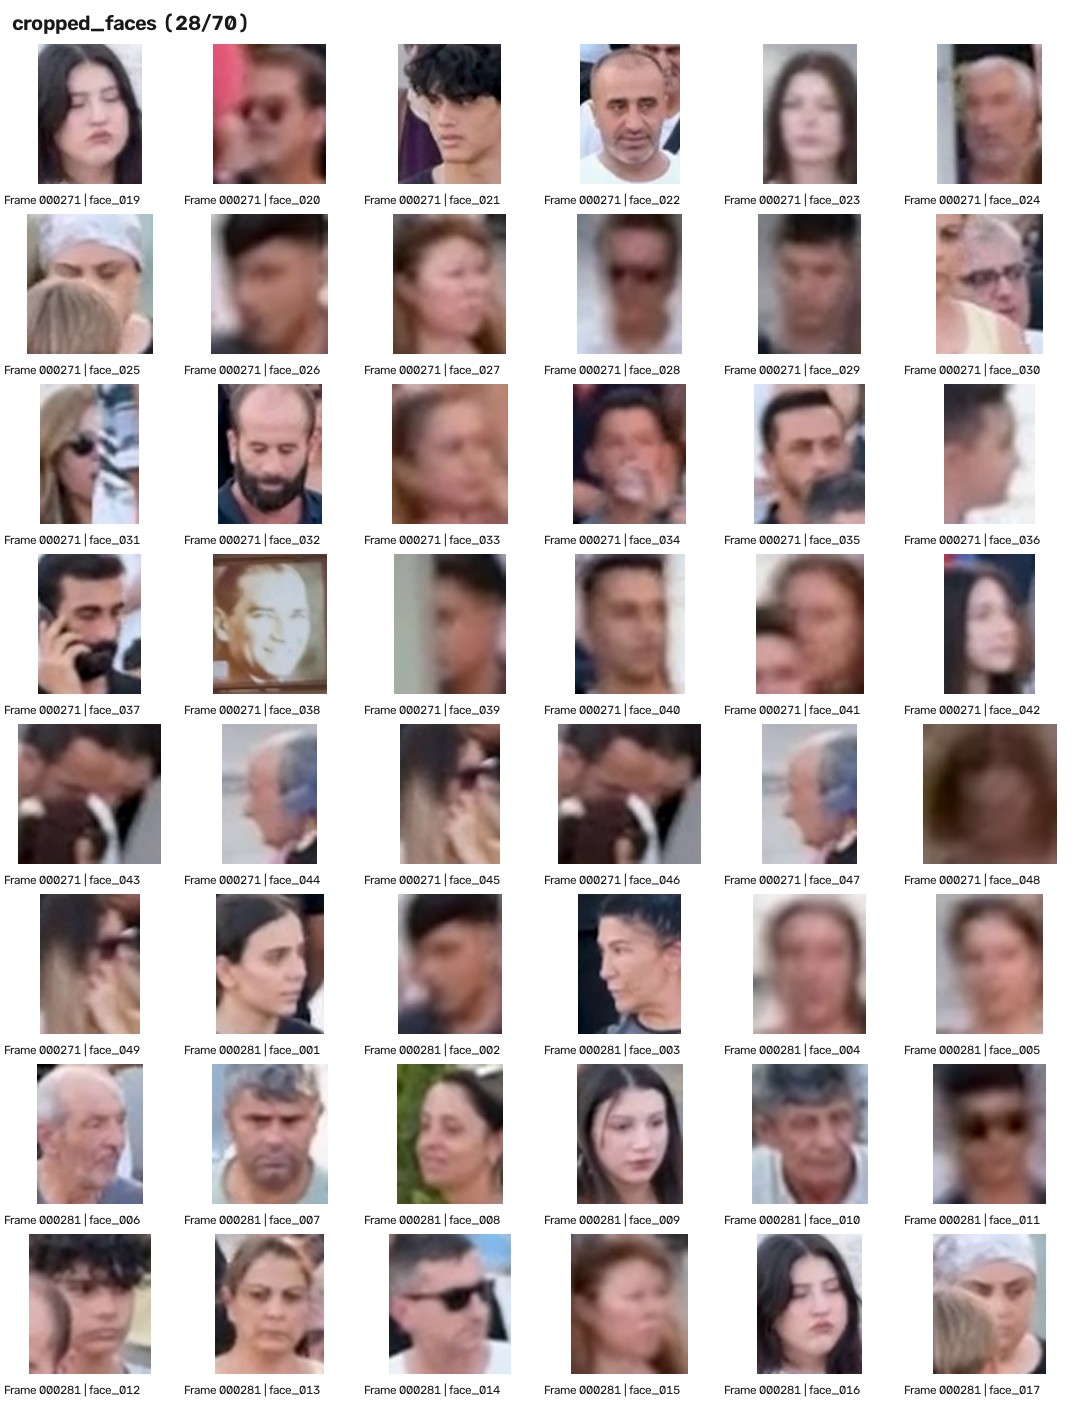 cropped_faces (28/70)
Frame 000271 | face_019 Frame 000271 | face_020 Frame 000271 | face_021 Frame 000271 | face_022 Frame 000271 | face_023 Frame 000271 | face_024
Frame 000271 | face_025 Frame 000271 | face_026 Frame 000271 | face_027 Frame 000271 | face_028 Frame 000271 | face_029 Frame 000271 | face_030
Frame 000271 | face_031 Frame 000271 | face_032 Frame 000271 | face_033 Frame 000271 | face_034 Frame 000271 | face_035 Frame 000271 | face_036
Frame 000271 | face_037 Frame 000271 | face_038 Frame 000271 | face_039 Frame 000271 | face_040 Frame 000271 | face_041 Frame 000271 | face_042
Frame 000271 | face_043 Frame 000271 | face_044 Frame 000271 | face_045 Frame 000271 | face_046 Frame 000271 | face_047 Frame 000271 | face_048
Frame 000271 | face_049 Frame 000281 | face_001 Frame 000281 | face_002 Frame 000281 | face_003 Frame 000281 | face_004 Frame 000281 | face_005
Frame 000281 | face_006 Frame 000281 | face_007 Frame 000281 | face_008 Frame 000281 | face_009 Frame 000281 | face_010 Frame 000281 | face_011
Frame 000281 | face_012 Frame 000281 | face_013 Frame 000281 | face_014 Frame 000281 | face_015 Frame 000281 | face_016 Frame 000281 | face_017